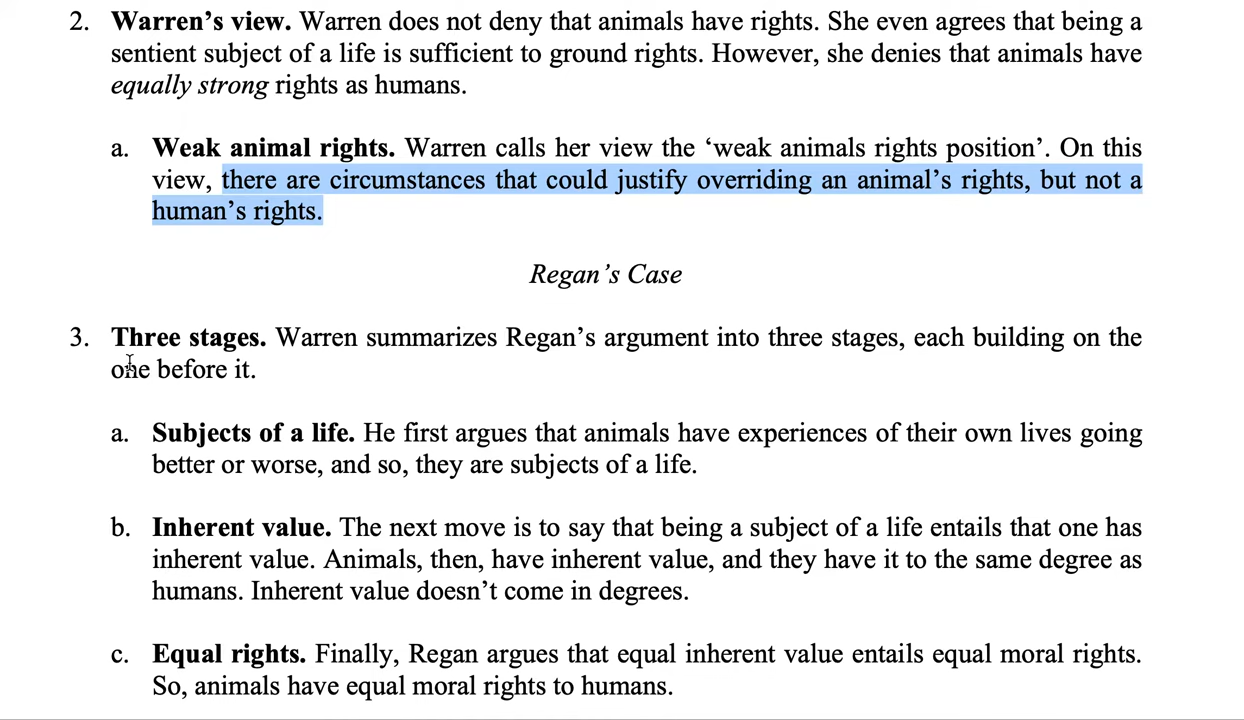 2. Warren’s view. Warren does not deny that animals have rights. She even agrees that being a
sentient subject of a life is sufficient to ground rights. However, she denies that animals have
equally strong rights as humans.
a. Weak animal rights. Warren calls her view the ‘weak animals rights position’. On this
view, there are circumstances that could justify overriding an animal’s rights, but not a
human’s rights.
Regan’s Case
3. Three stages. Warren summarizes Regan’s argument into three stages, each building on the
one before it.
a. Subjects of a life. He first argues that animals have experiences of their own lives going
better or worse, and so, they are subjects of a life.
b. Inherent value. The next move is to say that being a subject of a life entails that one has
inherent value. Animals, then, have inherent value, and they have it to the same degree as
humans. Inherent value doesn’t come in degrees.
c. Equal rights. Finally, Regan argues that equal inherent value entails equal moral rights.
So, animals have equal moral rights to humans.